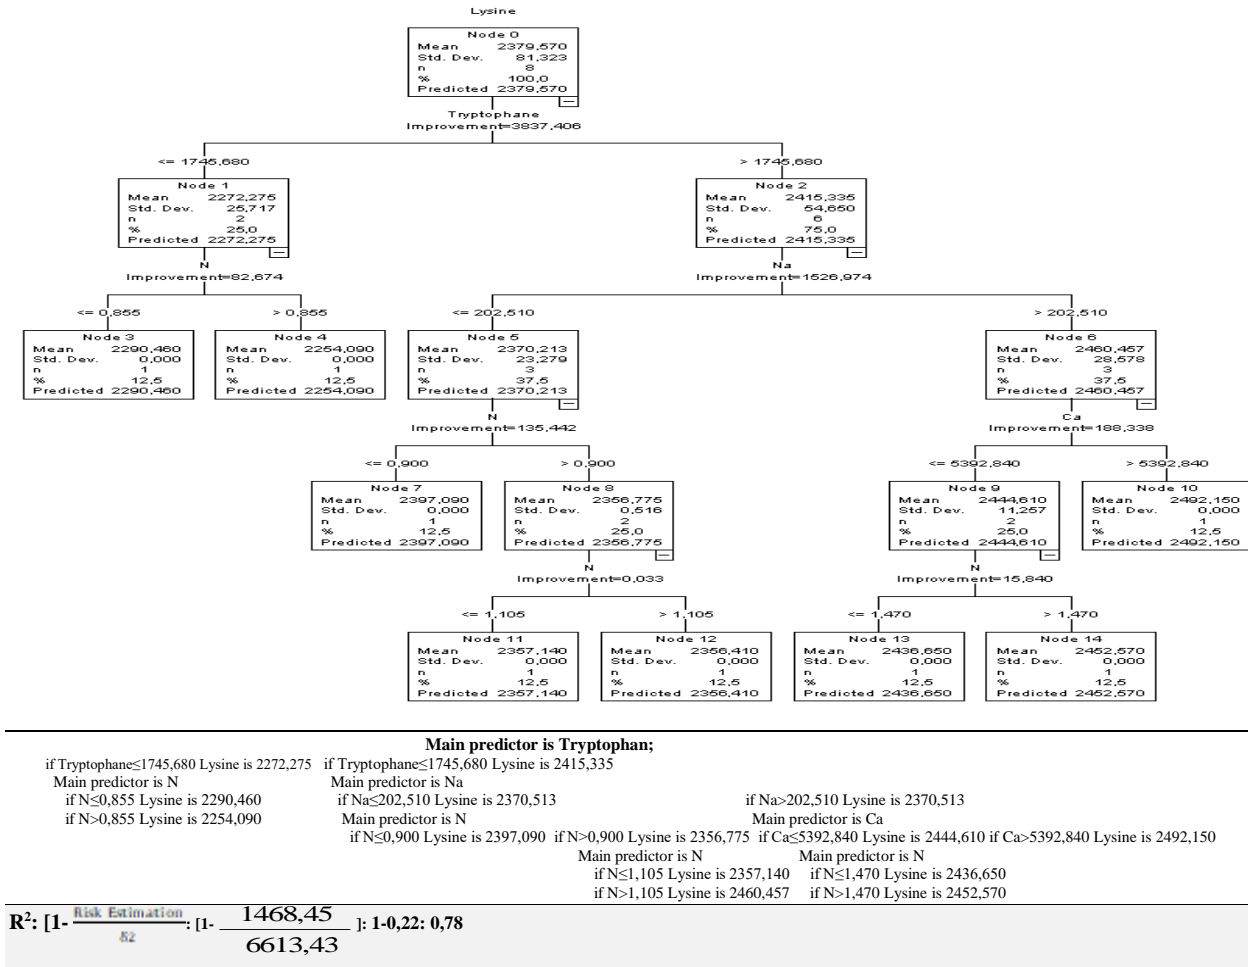 Lysine
Node 0
Mean 2379,570
Std. Dev. 81,323
n 8
% 100,0
Predicted 2379,570
Tryptophane
Improvement=3837,406
<= 1745,680
> 1745,680
Node 1
Mean 2272,275
Std. Dev. 25,717
n 2
% 25,0
Predicted 2272,275
Node 2
Mean 2415,335
Std. Dev. 54,650
n 6
% 75,0
Predicted 2415,335
N
Improvement=82,674
Na
Improvement=1526,974
<= 0,855
> 0,855
<= 202,510
> 202,510
Node 3
Mean 2290,460
Std. Dev. 0,000
n 1
% 12,5
Predicted 2290,460
Node 4
Mean 2254,090
Std. Dev. 0,000
n 1
% 12,5
Predicted 2254,090
Node 5
Mean 2370,213
Std. Dev. 23,279
n 3
% 37,5
Predicted 2370,213
Node 6
Mean 2460,457
Std. Dev. 28,578
n 3
% 37,5
Predicted 2460,457
N
Improvement=135,442
Ca
Improvement=188,338
<= 0,900
> 0,900
<= 5392,840
> 5392,840
Node 7
Mean 2397,090
Std. Dev. 0,000
n 1
% 12,5
Predicted 2397,090
Node 8
Mean 2356,775
Std. Dev. 0,516
n 2
% 25,0
Predicted 2356,775
Node 9
Mean 2444,610
Std. Dev. 11,257
n 2
% 25,0
Predicted 2444,610
Node 10
Mean 2492,150
Std. Dev. 0,000
n 1
% 12,5
Predicted 2492,150
N
Improvement=0,033
N
Improvement=15,840
<= 1,105
> 1,105
<= 1,470
> 1,470
Node 11
Mean 2357,140
Std. Dev. 0,000
n 1
% 12,5
Predicted 2357,140
Node 12
Mean 2356,410
Std. Dev. 0,000
n 1
% 12,5
Predicted 2356,410
Node 13
Mean 2436,650
Std. Dev. 0,000
n 1
% 12,5
Predicted 2436,650
Node 14
Mean 2452,570
Std. Dev. 0,000
n 1
% 12,5
Predicted 2452,570
Main predictor is Tryptophan;
if Tryptophane≤1745,680 Lysine is 2272,275 if Tryptophane≤1745,680 Lysine is 2415,335
Main predictor is N Main predictor is Na
if N≤0,855 Lysine is 2290,460 if Na≤202,510 Lysine is 2370,513 if Na>202,510 Lysine is 2370,513
if N>0,855 Lysine is 2254,090 Main predictor is N Main predictor is Ca
if N≤0,900 Lysine is 2397,090 if N>0,900 Lysine is 2356,775 if Ca≤5392,840 Lysine is 2444,610 if Ca>5392,840 Lysine is 2492,150
Main predictor is N Main predictor is N
if N≤1,105 Lysine is 2357,140 if N≤1,470 Lysine is 2436,650
if N>1,105 Lysine is 2460,457 if N>1,470 Lysine is 2452,570
R²: [1- Risk Estimation : [1- 1468,45 ]: 1-0,22: 0,78
6613,43